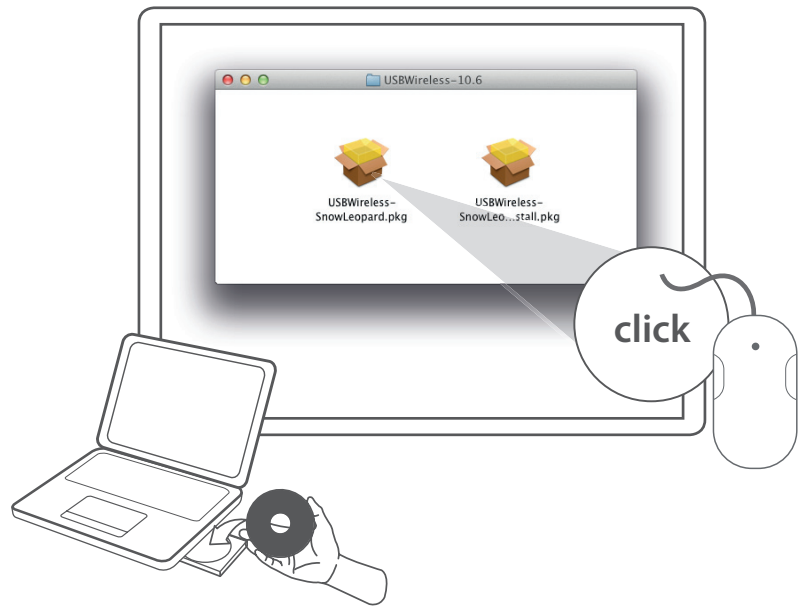 USBWireless-10.6
USBWireless-
SnowLeopard.pkg
USBWireless-
SnowLeo...stall.pkg
click